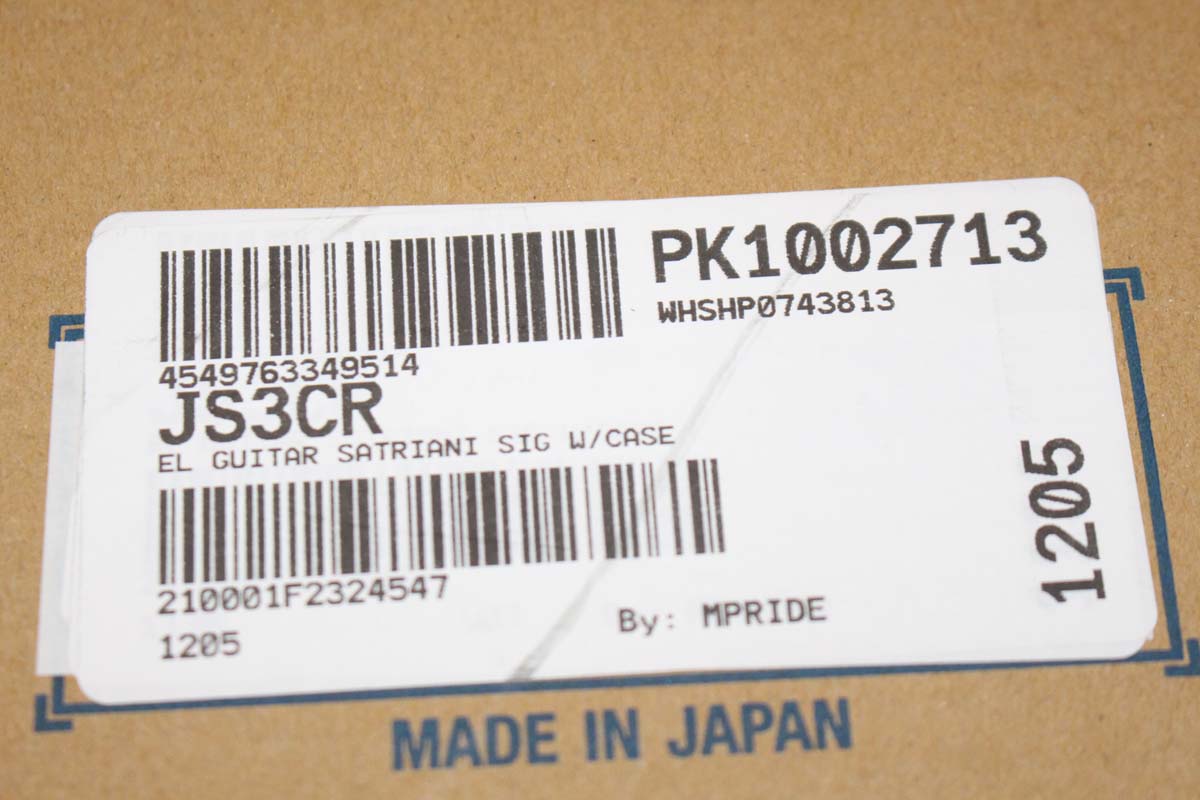 PK1002713
WHSHP0743813
4549763349514
JS3CR
EL GUITAR SATRIANI SIG W/CASE
210001F2324547
1205
By: MPRIDE
1205
MADE IN JAPAN